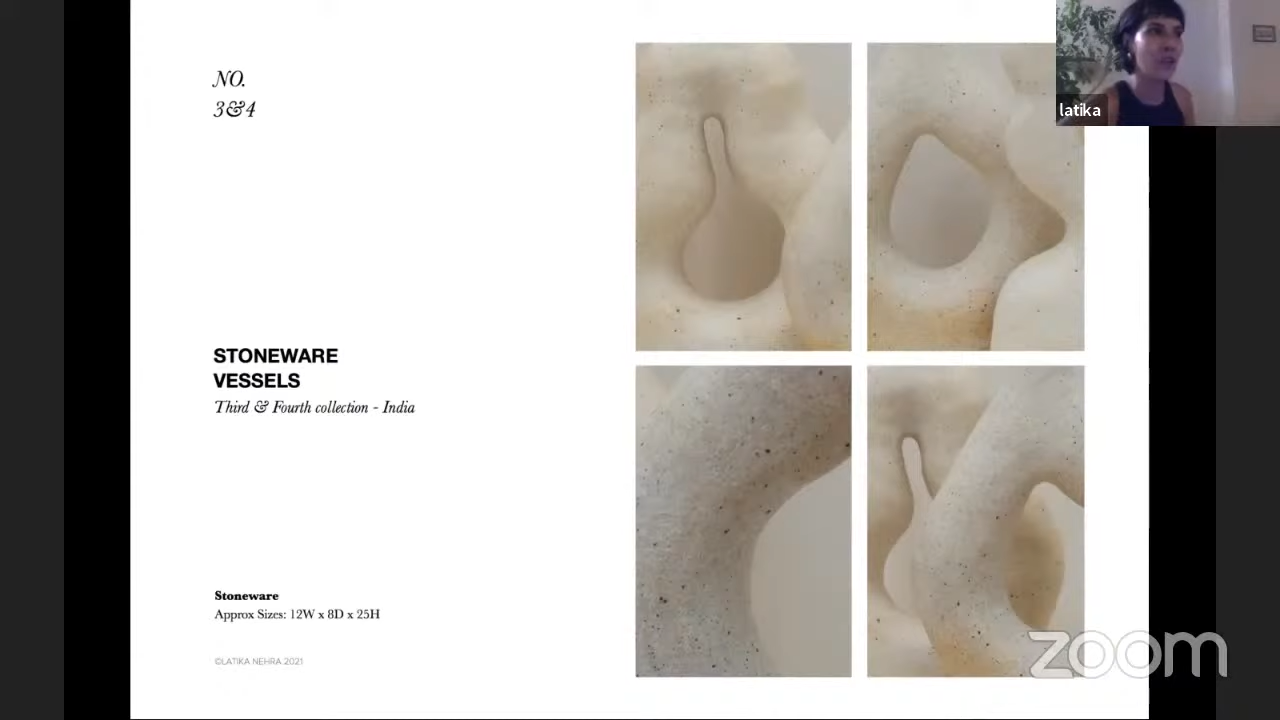 NO.
3&4
latika
STONEWARE
VESSELS
Third & Fourth collection - India
Stoneware
Approx Sizes: 12W x 8D x 25H
©LATIKA NEHRA 2021
zoom